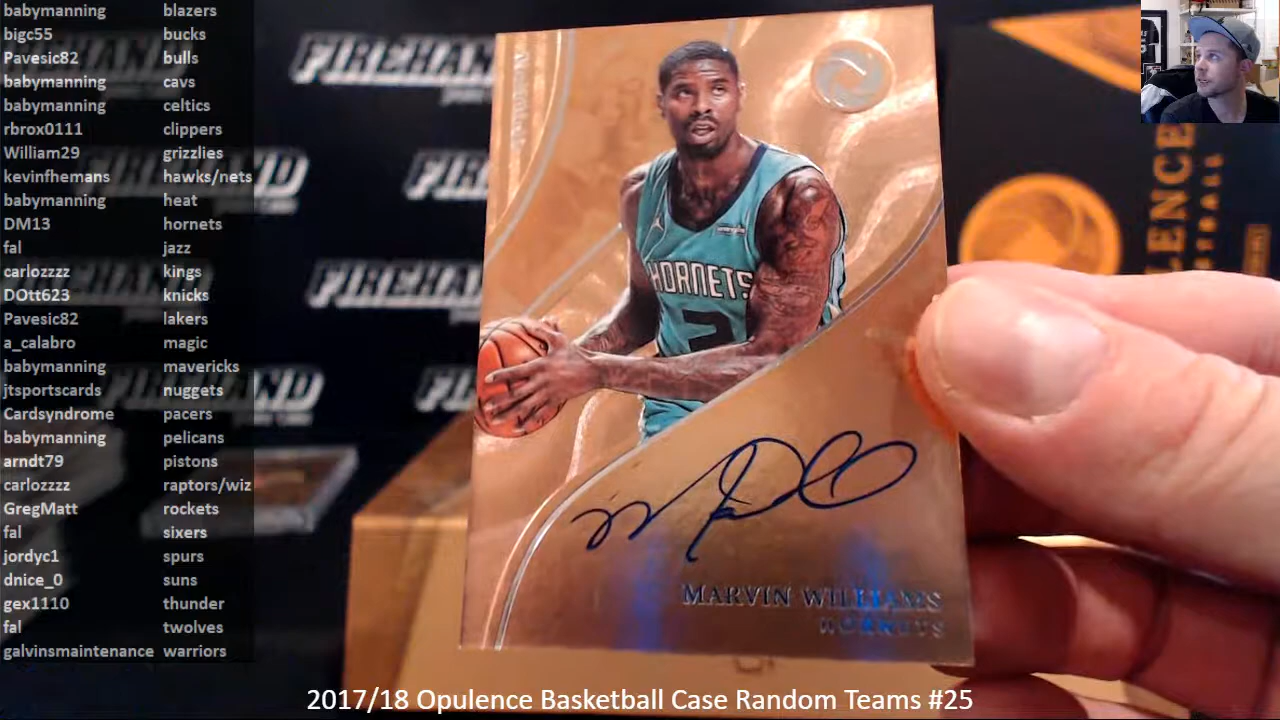 babymanning blazers
bigc55 bucks
Pavesic82 bulls
babymanning cavs
babymanning celtics
rbrox0111 clippers
William29 grizzlies
kevinfhemans hawks/nets
babymanning heat
DM13 hornets
fal jazz
carlozzzz kings
DOtt623 knicks
Pavesic82 lakers
a_calabro magic
babymanning mavericks
jtsportscards nuggets
Cardsyndrome pacers
babymanning pelicans
arndt79 pistons
carlozzzz raptors/wiz
GregMatt rockets
fal sixers
jordyc1 spurs
dnice_0 suns
gex1110 thunder
fal twolves
galvinsmaintenance warriors
FIREHAND
HORNETS
2
MARVIN WILLIAMS
HORNETS
LENCE
TBALL
2017/18 Opulence Basketball Case Random Teams #25